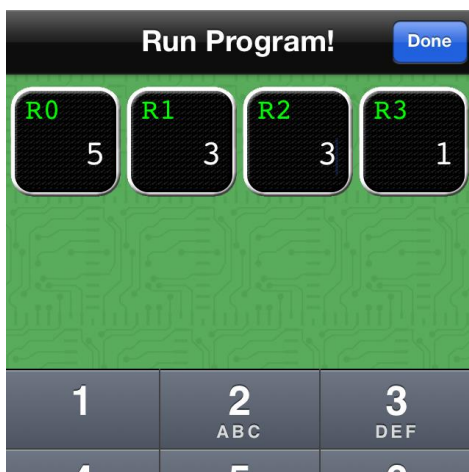 Run Program!
Done
R0 R1 R2 R3
5 3 3 1
1 2 3
ABC DEF